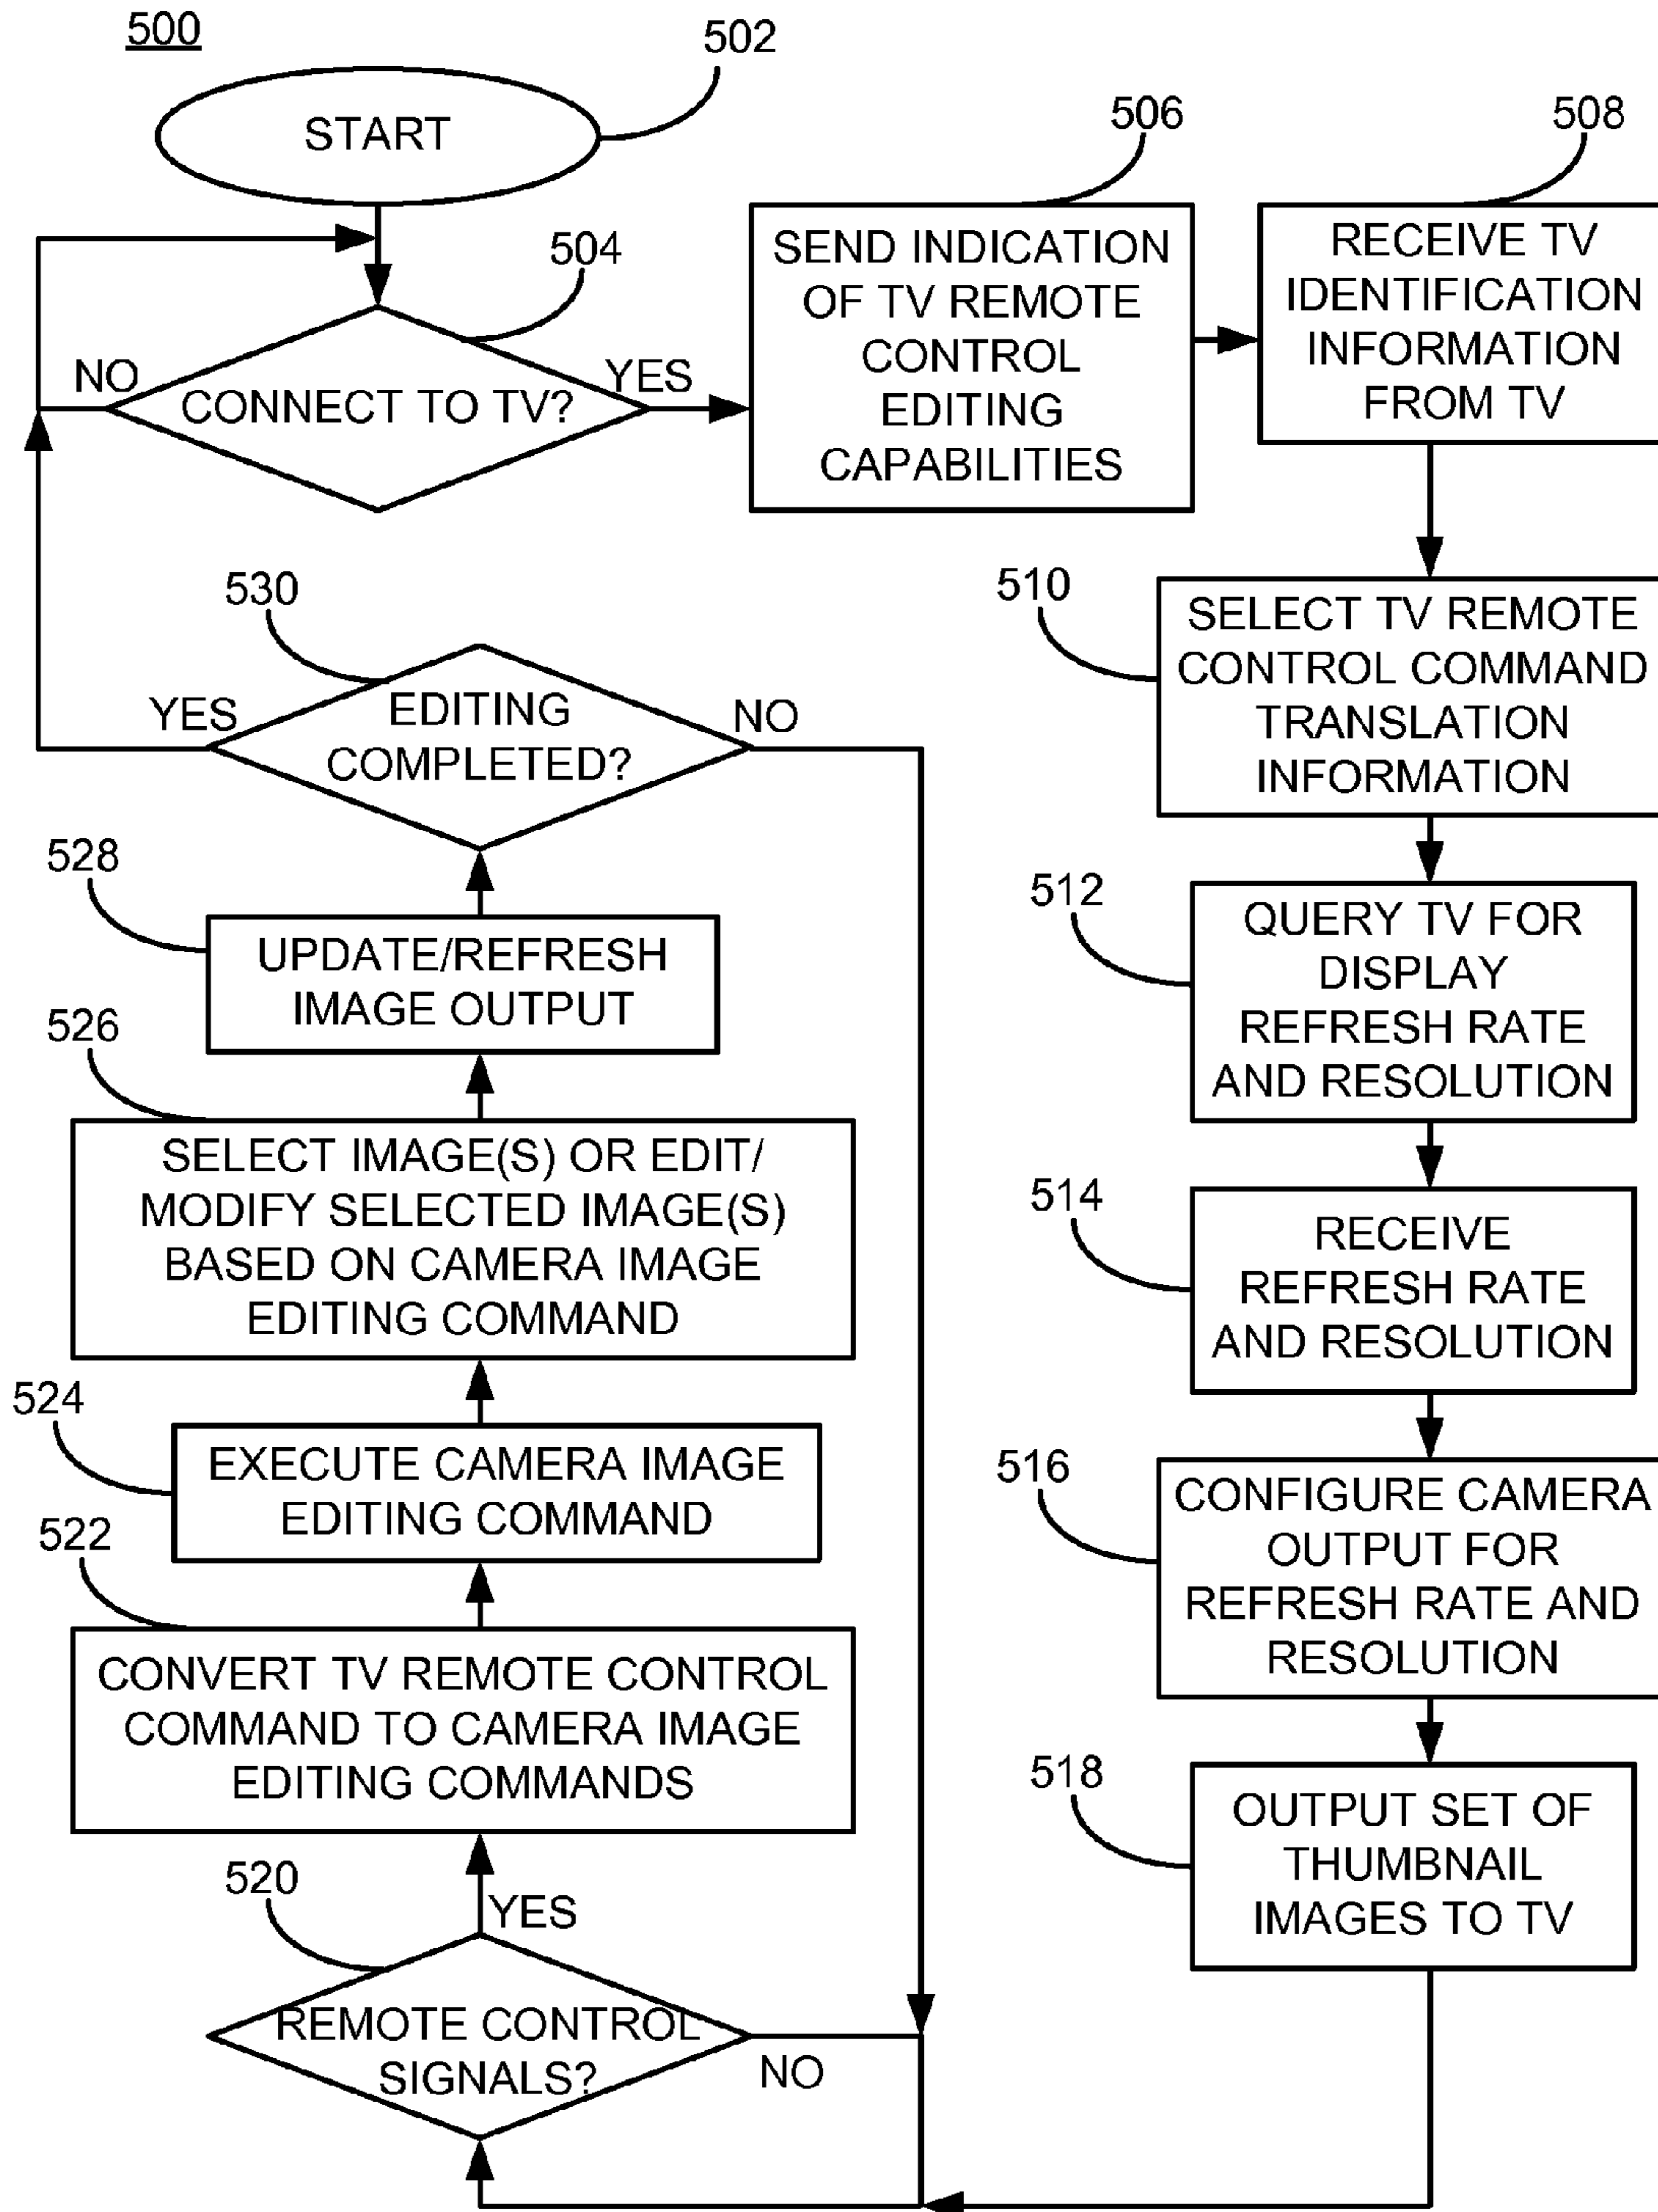 500
502
START
504
CONNECT TO TV?
NO
YES
506
SEND INDICATION
OF TV REMOTE
CONTROL
EDITING
CAPABILITIES
508
RECEIVE TV
IDENTIFICATION
INFORMATION
FROM TV
510
SELECT TV REMOTE
CONTROL COMMAND
TRANSLATION
INFORMATION
512
QUERY TV FOR
DISPLAY
REFRESH RATE
AND RESOLUTION
514
RECEIVE
REFRESH RATE
AND RESOLUTION
516
CONFIGURE CAMERA
OUTPUT FOR
REFRESH RATE AND
RESOLUTION
518
OUTPUT SET OF
THUMBNAIL
IMAGES TO TV
520
REMOTE CONTROL
SIGNALS?
NO
YES
522
CONVERT TV REMOTE CONTROL
COMMAND TO CAMERA IMAGE
EDITING COMMANDS
524
EXECUTE CAMERA IMAGE
EDITING COMMAND
526
SELECT IMAGE(S) OR EDIT/
MODIFY SELECTED IMAGE(S)
BASED ON CAMERA IMAGE
EDITING COMMAND
528
UPDATE/REFRESH
IMAGE OUTPUT
530
EDITING
COMPLETED?
YES
NO